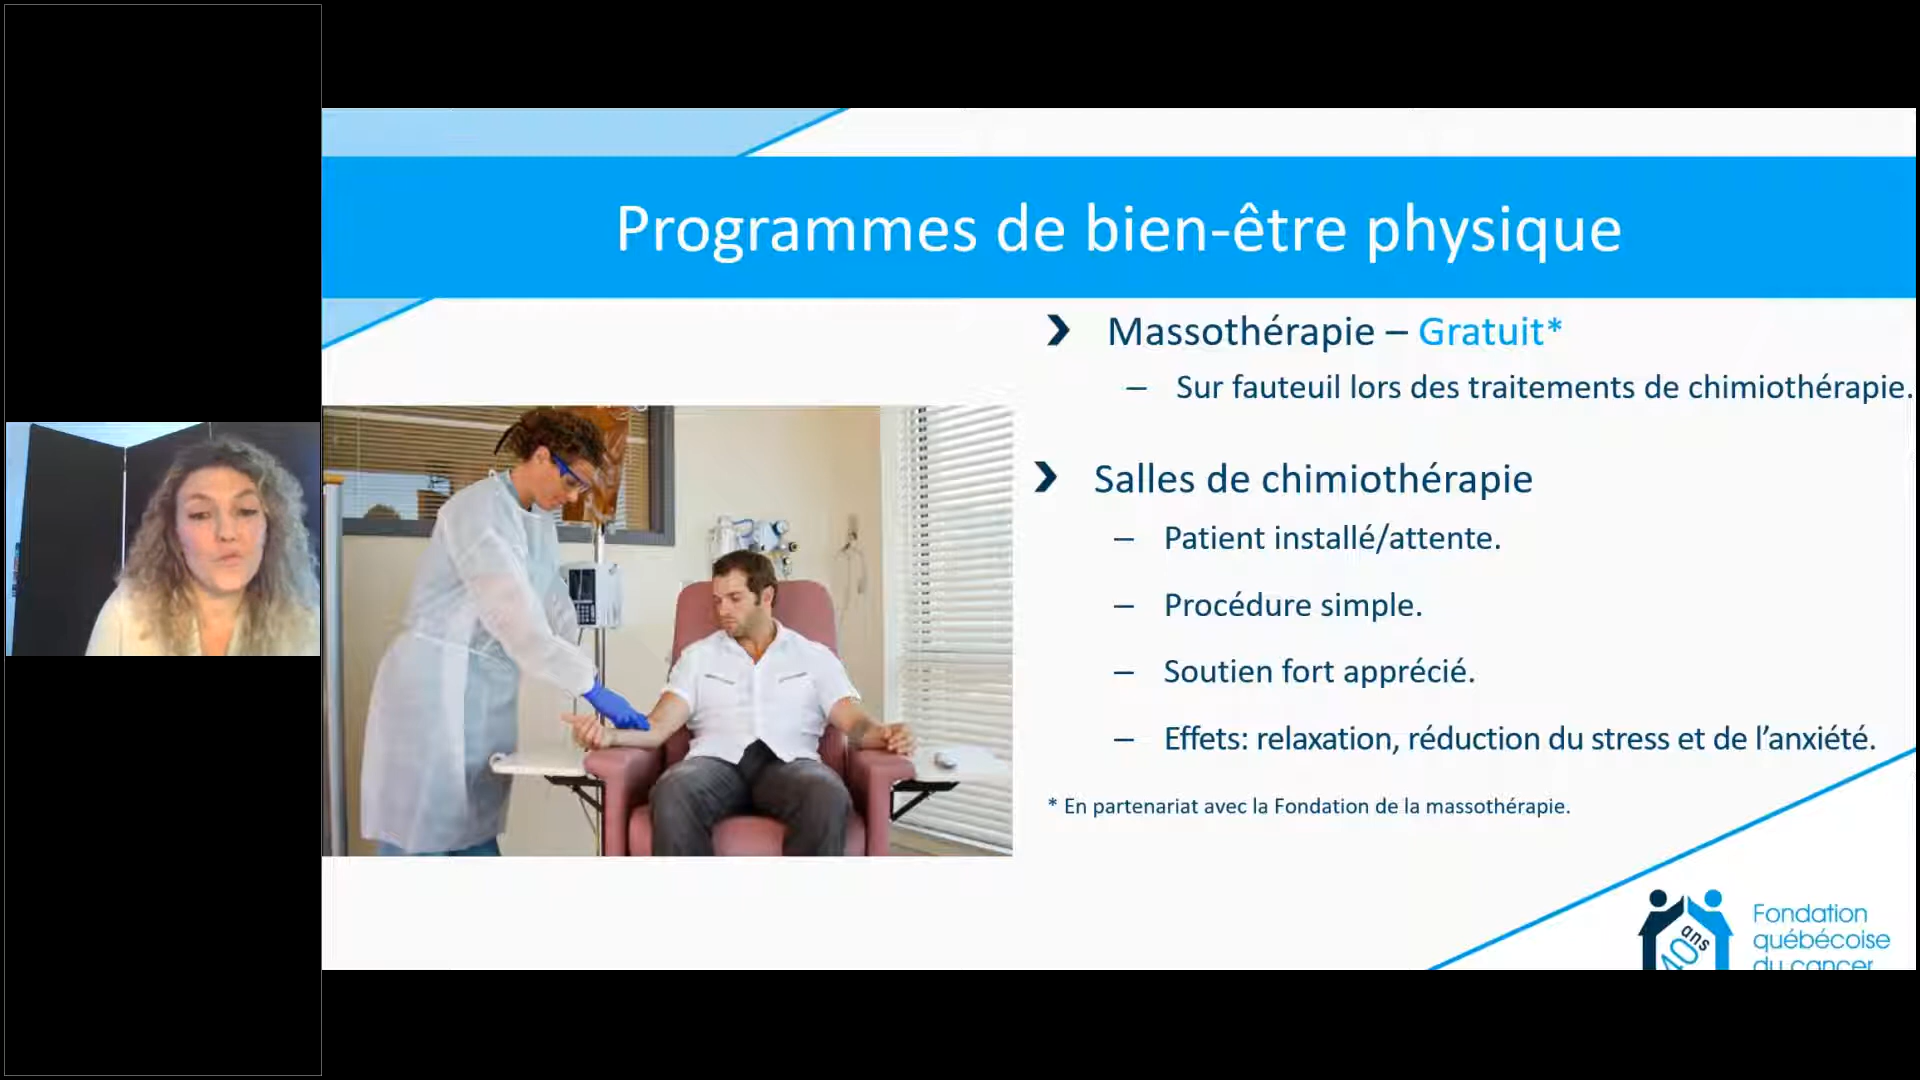 Programmes de bien-être physique
Massothérapie – Gratuit*
– Sur fauteuil lors des traitements de chimiothérapie.
Salles de chimiothérapie
– Patient installé/attente.
– Procédure simple.
– Soutien fort apprécié.
– Effets: relaxation, réduction du stress et de l’anxiété.
* En partenariat avec la Fondation de la massothérapie.
40 ans
Fondation
québécoise
du cancer